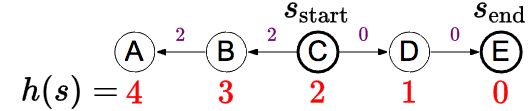 s_start s_end
2 2 0 0
A B C D E
h(s) = 4 3 2 1 0